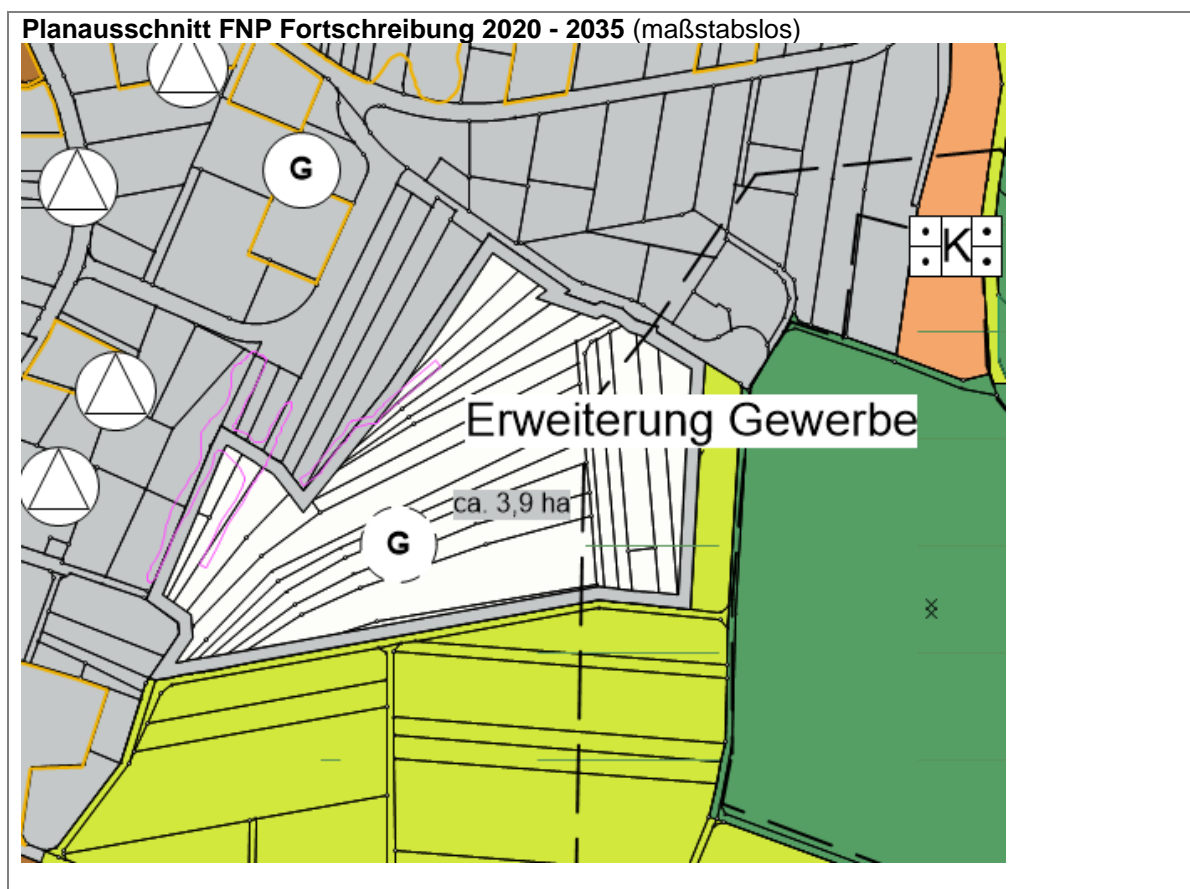 Planausschnitt FNP Fortschreibung 2020 - 2035 (maßstabslos)
G
K
Erweiterung Gewerbe
ca. 3,9 ha
G